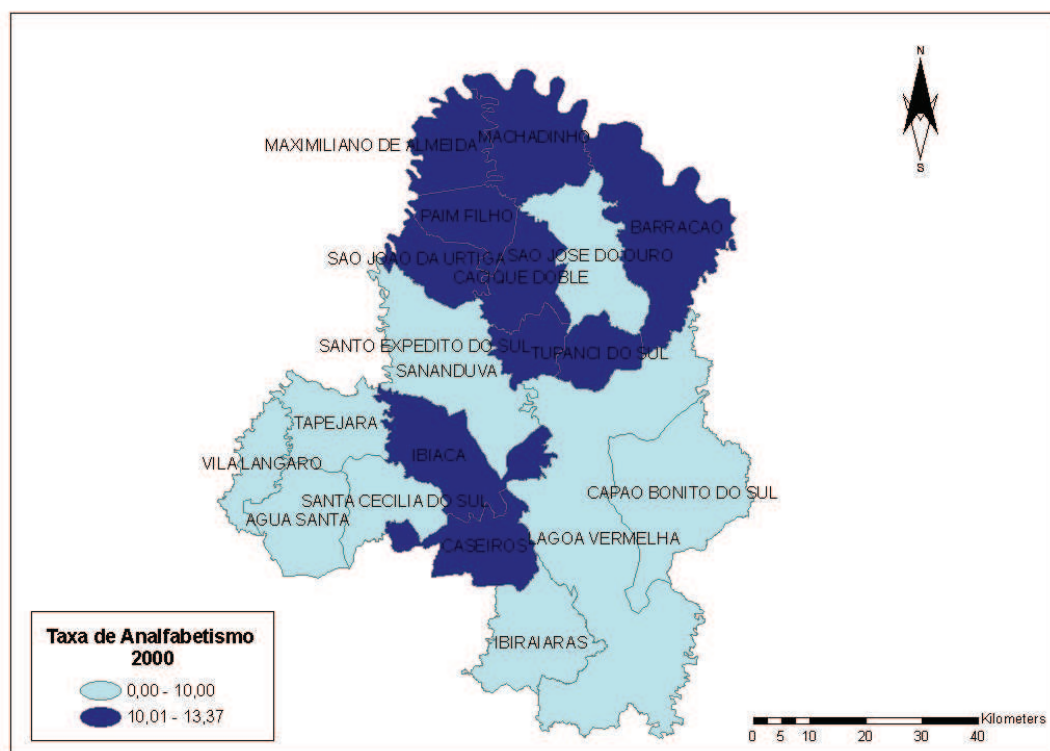 N
S
MACHADINHO
MAXIMILIANO DE ALMEIDA
PAIM FILHO
BARRACAO
SAO JOSE DO OURO
SAO JOAO DA URTIGA
CACIQUE DOBLE
SANTO EXPEDITO DO SUL
TUPANCI DO SUL
SANANDUVA
TAPEJARA
IBIACA
VILA LANGARO
CAPAO BONITO DO SUL
SANTA CECILIA DO SUL
AGUA SANTA
LAGOA VERMELHA
CASEIROS
IBIRAIARAS
Taxa de Analfabetismo
2000
0,00 - 10,00
10,01 - 13,37
Kilometers
0 5 10 20 30 40